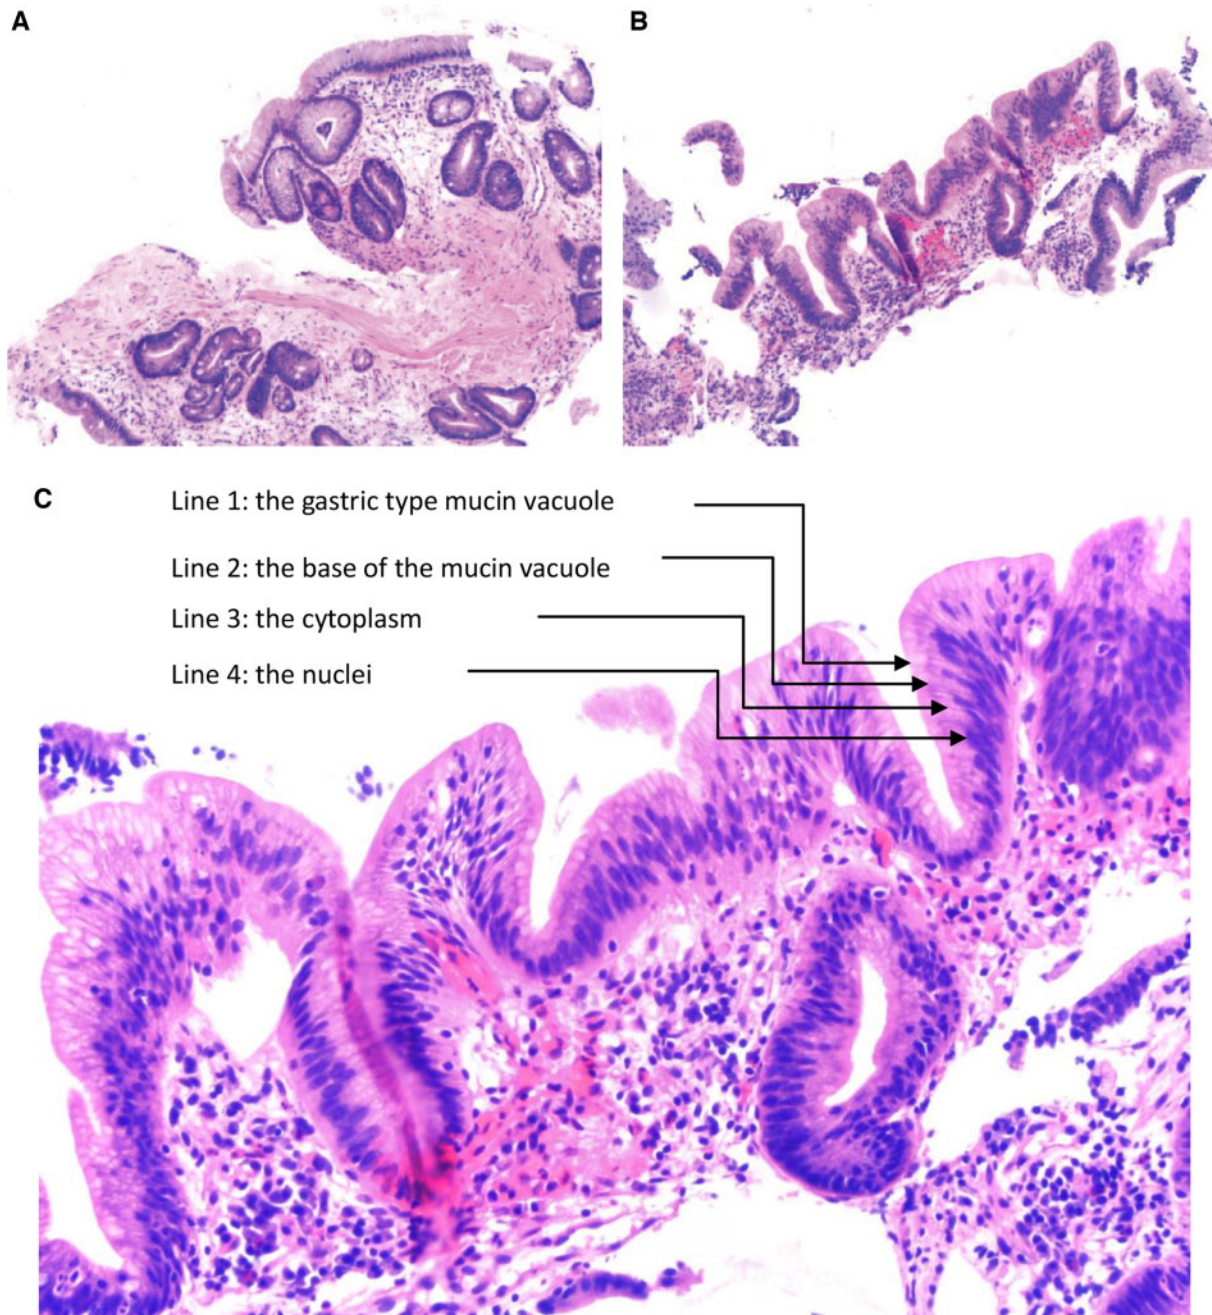 A
B
C
Line 1: the gastric type mucin vacuole
Line 2: the base of the mucin vacuole
Line 3: the cytoplasm
Line 4: the nuclei